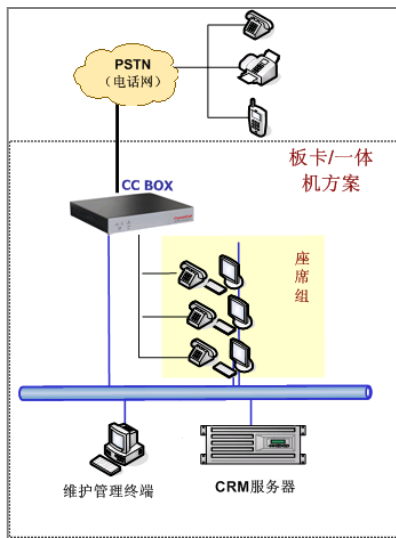 PSTN
（电话网）
板卡/一体
机方案
CC BOX
座
席
组
维护管理终端
CRM服务器